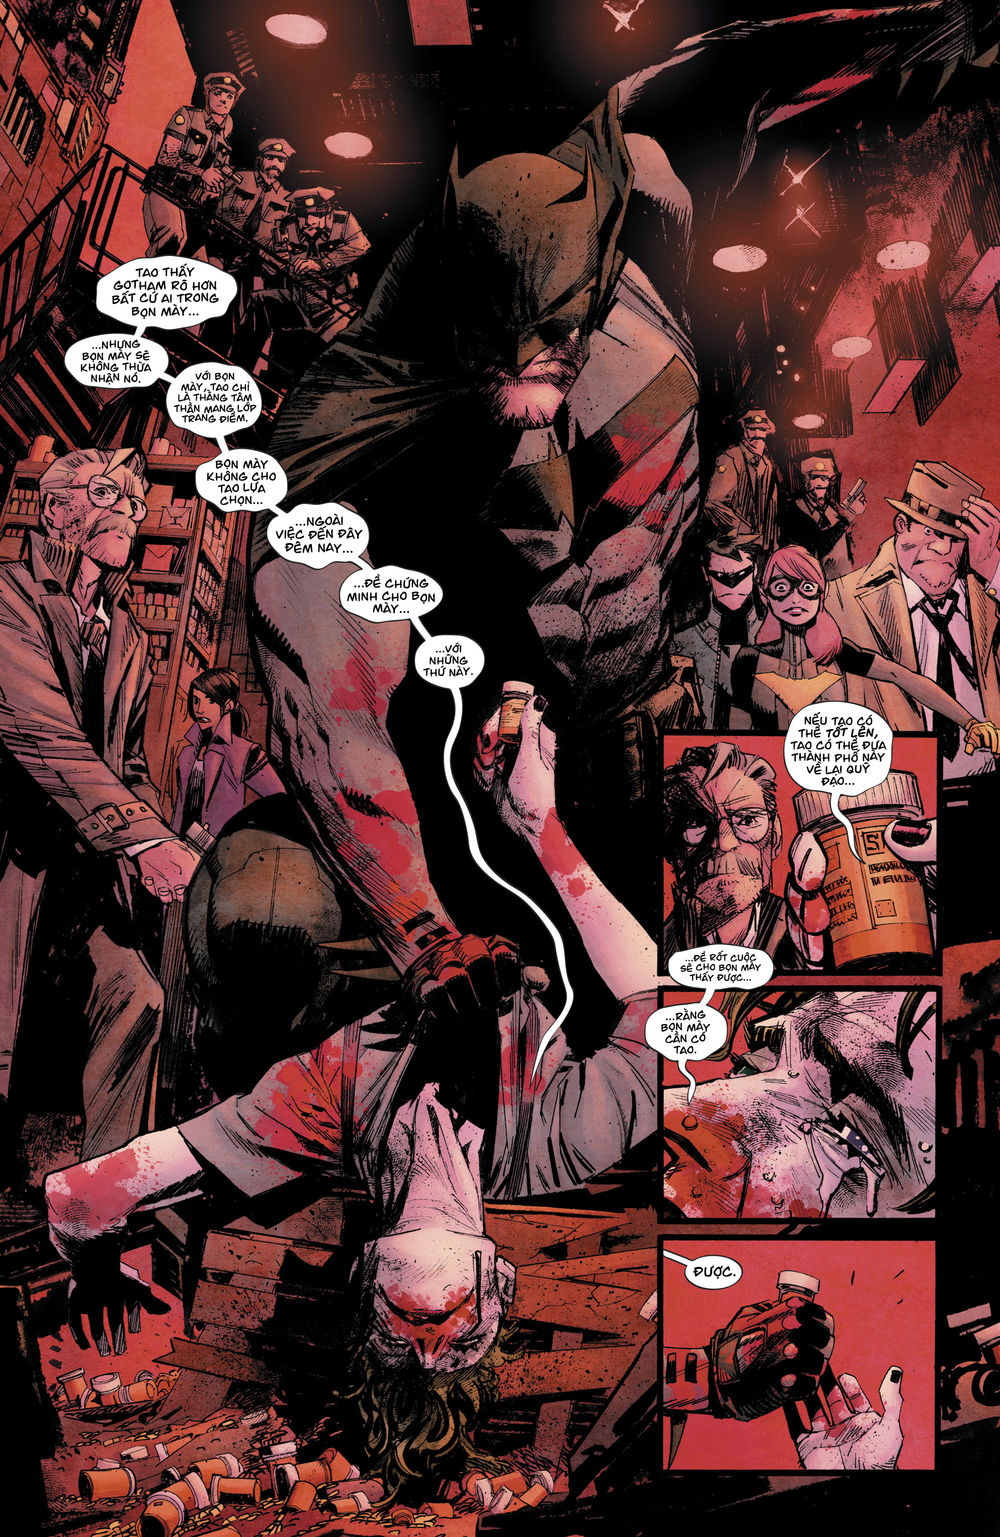 TAO THẤY
GOTHAM RÕ HƠN
BẤT CỨ AI TRONG
BỌN MÀY...
...NHƯNG
BỌN MÀY SẼ
KHÔNG THỪA
NHẬN NÓ.
VỚI BỌN
MÀY, TAO CHỈ
LÀ THẰNG TÂM
THẦN MANG LỚP
TRANG ĐIỂM.
BỌN MÀY
KHÔNG CHO
TAO LỰA
CHỌN...
...NGOÀI
VIỆC ĐẾN ĐÂY
ĐÊM NAY...
...ĐỂ CHỨNG
MINH CHO BỌN
MÀY...
...VỚI
NHỮNG
THỨ NÀY.
NẾU TAO CÓ
THỂ TỐT LÊN,
TAO CÓ THỂ ĐƯA
THÀNH PHỐ NÀY
VỀ LẠI QUỸ
ĐẠO...
...ĐỂ RỐT CUỘC
SẼ CHO BỌN MÀY
THẤY ĐƯỢC...
...RẰNG
BỌN MÀY
CẦN CÓ
TAO.
ĐƯỢC.